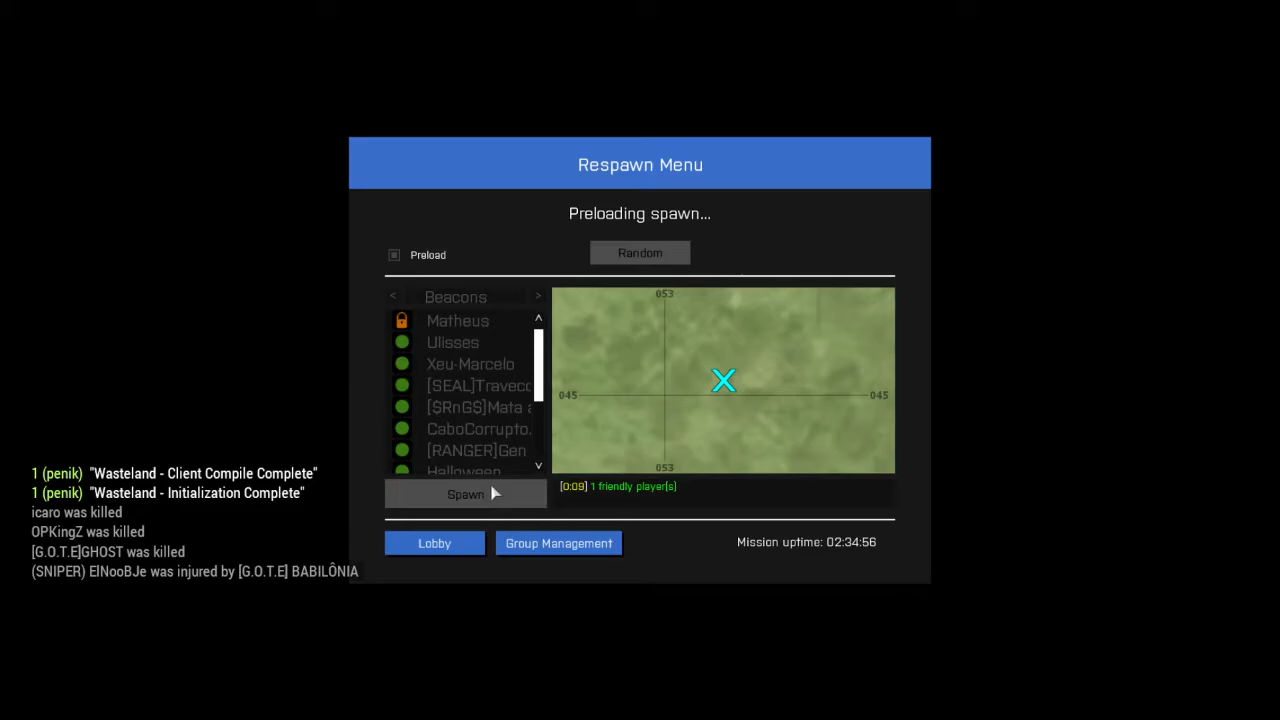 Respawn Menu
Preloading spawn...
Preload
Random
< Beacons >
Matheus
Ulisses
Xeu-Marcelo
[SEAL]Travecc
[$RnG$]Mata a
CaboCorrupto.
[RANGER]Gen
Halloween
053
045 045
053
Spawn
[0:09] 1 friendly player(s)
Lobby
Group Management
Mission uptime: 02:34:56
1 (penik) "Wasteland - Client Compile Complete"
1 (penik) "Wasteland - Initialization Complete"
icaro was killed
OPKingZ was killed
[G.O.T.E]GHOST was killed
(SNIPER) ElNooBJe was injured by [G.O.T.E] BABILÔNIA